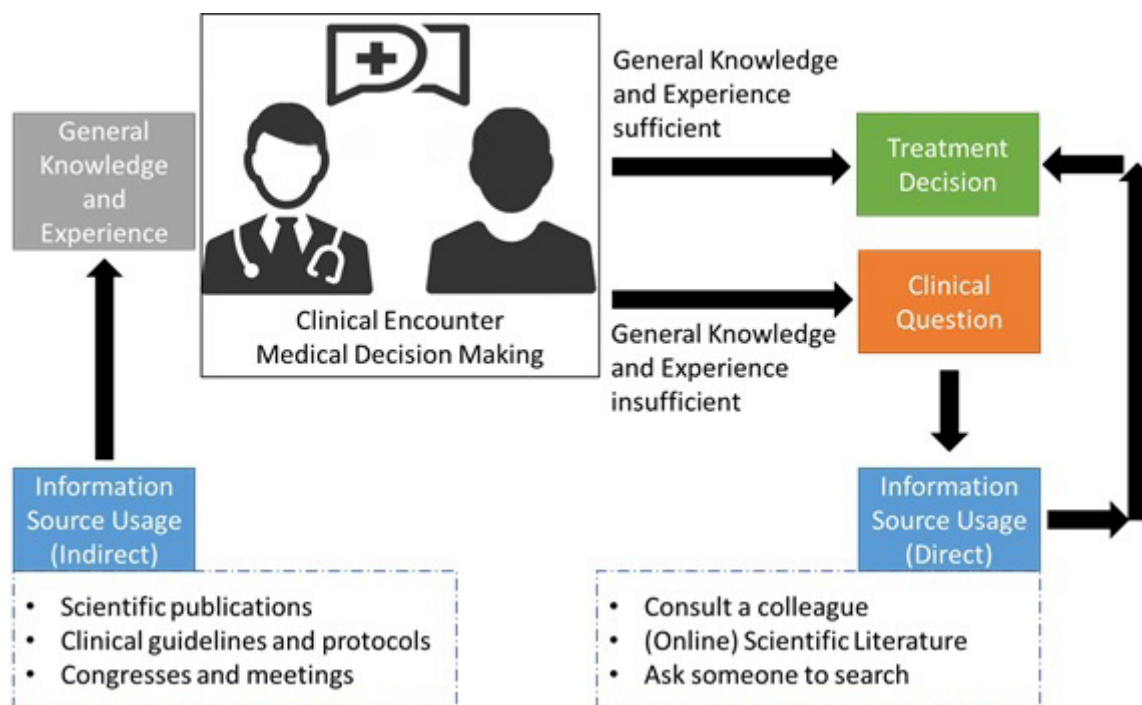 General
Knowledge
and
Experience
Clinical Encounter
Medical Decision Making
General Knowledge
and Experience
sufficient
Treatment
Decision
General Knowledge
and Experience
insufficient
Clinical
Question
Information
Source Usage
(Indirect)
• Scientific publications
• Clinical guidelines and protocols
• Congresses and meetings
Information
Source Usage
(Direct)
• Consult a colleague
• (Online) Scientific Literature
• Ask someone to search